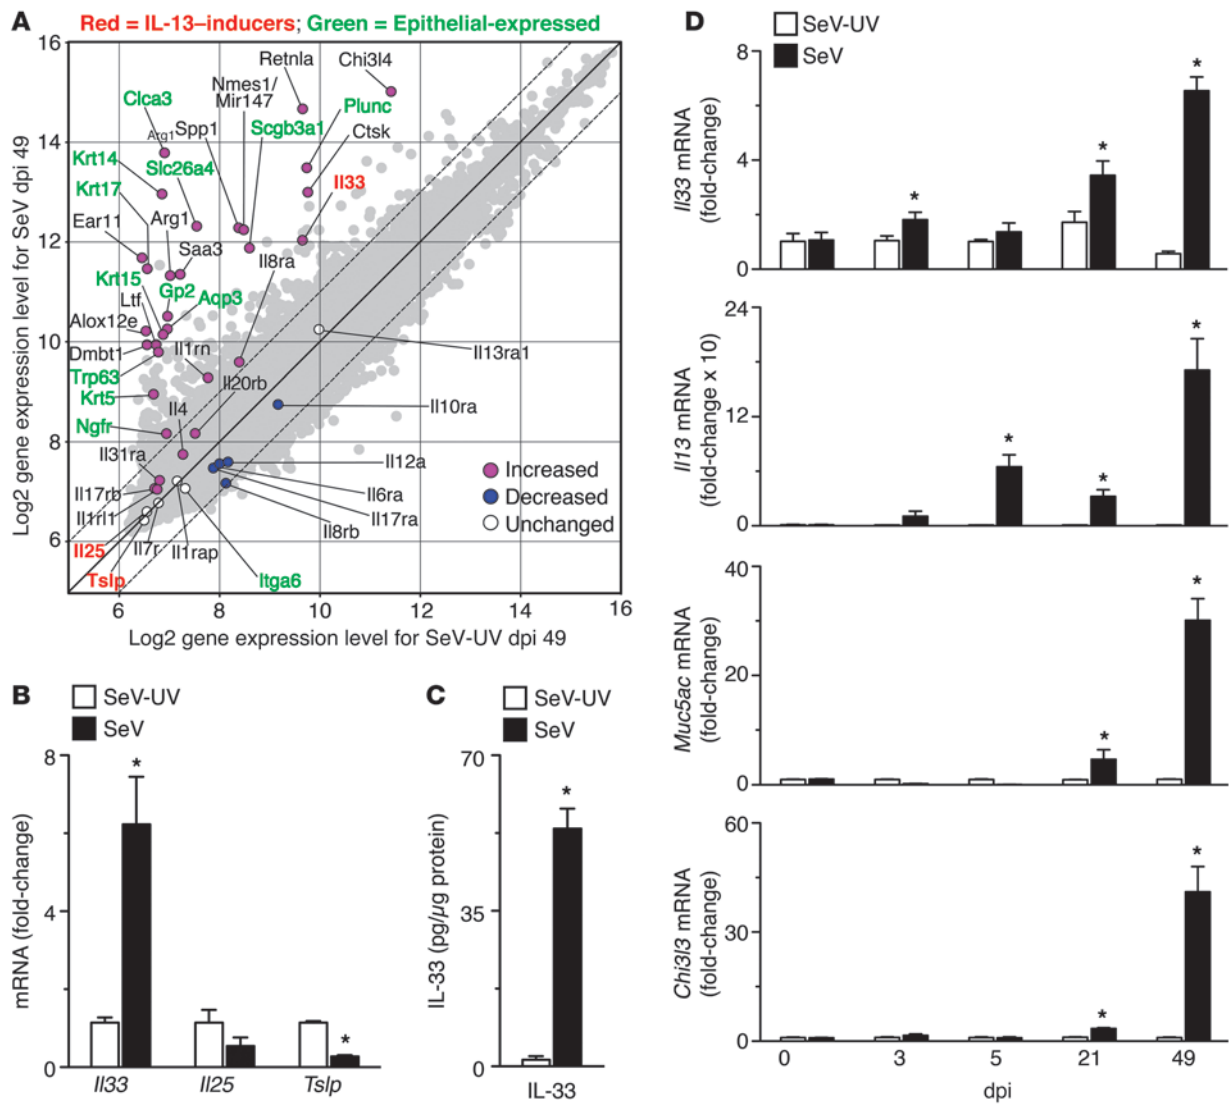 A
Red = IL-13–inducers; Green = Epithelial-expressed
16
14
12
10
8
6
Log2 gene expression level for SeV dpi 49
Retnla
Chi3l4
Nmes1/
Mir147
Clca3
Plunc
Arg1
Spp1
Scgb3a1
Ctsk
Krt14
Slc26a4
Il33
Krt17
Ear11
Arg1
Saa3
Il8ra
Krt15
Gp2
Aqp3
Ltf
Alox12e
Il13ra1
Dmbt1
Il1rn
Trp63
Il20rb
Krt5
Il4
Il10ra
Ngfr
Il31ra
Il12a
Increased
Il17rb
Il6ra
Decreased
Il1rl1
Il17ra
Unchanged
Il8rb
Il25
Il7r
Il1rap
Tslp
Itga6
6
8
10
12
14
16
Log2 gene expression level for SeV-UV dpi 49
B
SeV-UV
SeV
8
4
0
mRNA (fold-change)
*
*
Il33
Il25
Tslp
C
SeV-UV
SeV
70
35
0
IL-33 (pg/µg protein)
*
IL-33
D
SeV-UV
SeV
8
4
0
Il33 mRNA
(fold-change)
*
*
*
24
12
0
Il13 mRNA
(fold-change x 10)
*
*
*
40
20
0
Muc5ac mRNA
(fold-change)
*
*
60
30
0
Chi3l3 mRNA
(fold-change)
*
*
0
3
5
21
49
dpi